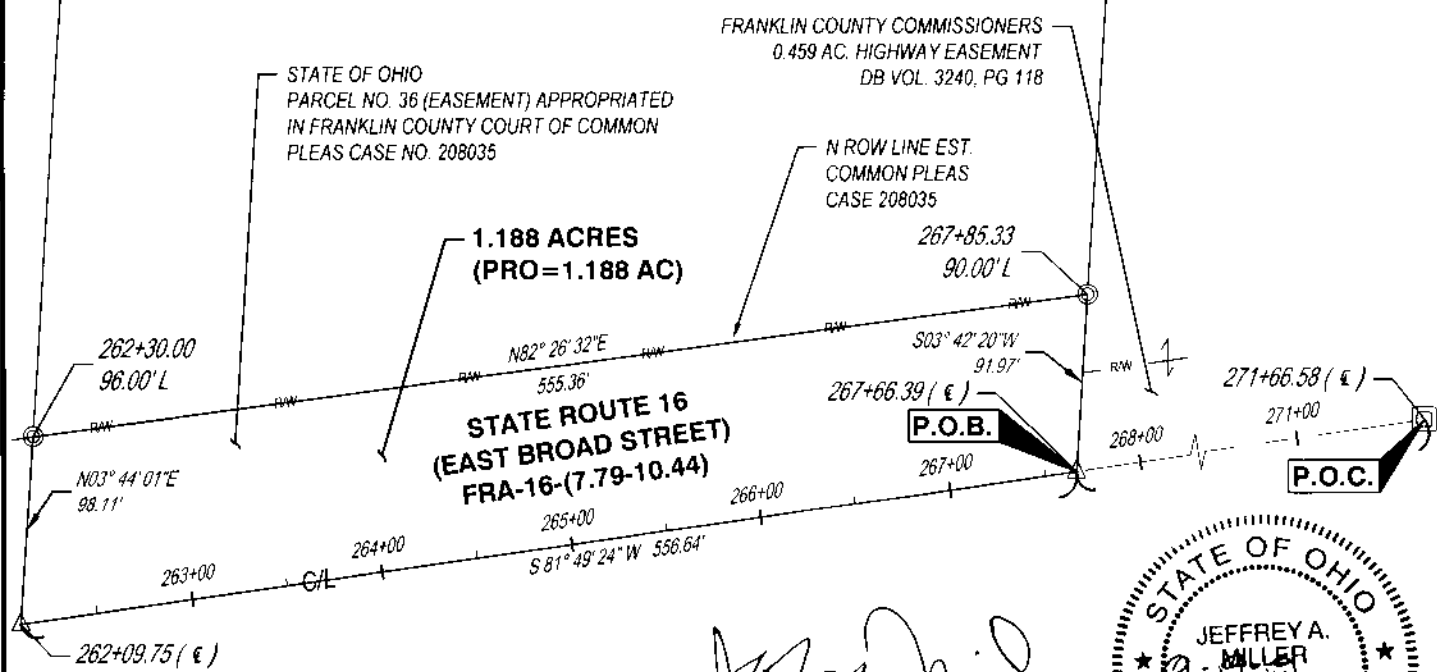 FRANKLIN COUNTY COMMISSIONERS
0.459 AC. HIGHWAY EASEMENT
DB VOL. 3240, PG 118
STATE OF OHIO
PARCEL NO. 36 (EASEMENT) APPROPRIATED
IN FRANKLIN COUNTY COURT OF COMMON
PLEAS CASE NO. 208035
N ROW LINE EST.
COMMON PLEAS
CASE 208035
1.188 ACRES
(PRO=1.188 AC)
267+85.33
90.00' L
262+30.00
96.00' L
R/W
R/W
R/W
R/W
R/W
R/W
N82° 26' 32"E
555.36'
S03° 42' 20"W
91.97'
R/W
STATE ROUTE 16
(EAST BROAD STREET)
FRA-16-(7.79-10.44)
267+66.39 ( ℄ )
P.O.B.
271+66.58 ( ℄ )
P.O.C.
N03° 44' 01"E
98.11'
263+00
264+00
265+00
266+00
267+00
268+00
271+00
C/L
S 81° 49' 24" W 556.64'
262+09.75 ( ℄ )
STATE OF OHIO
JEFFREY A.
MILLER